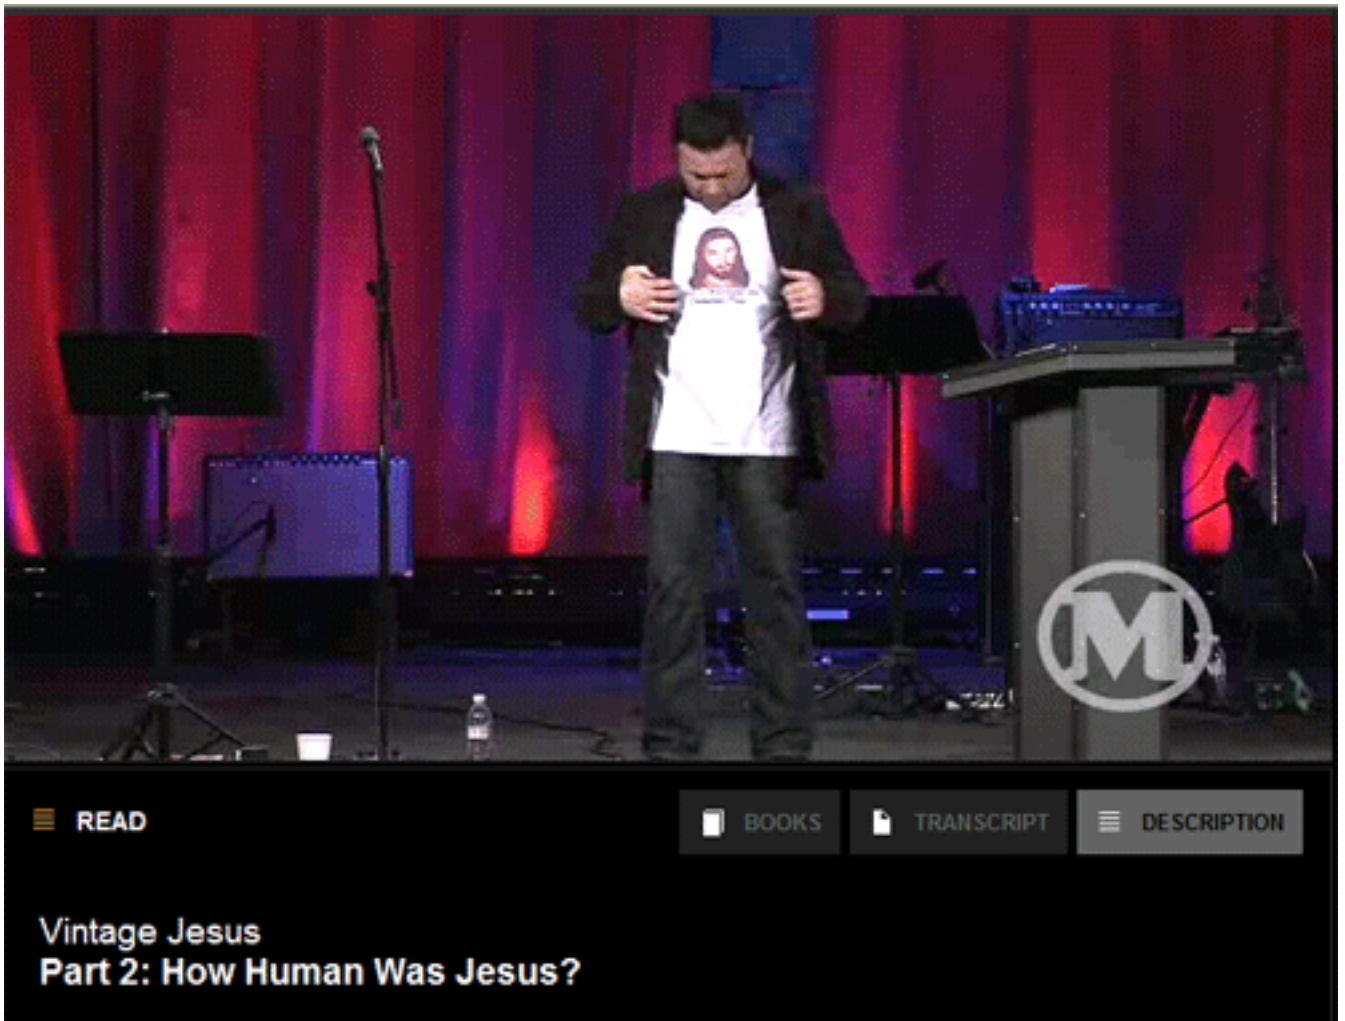 M
READ
BOOKS
TRANSCRIPT
DESCRIPTION
Vintage Jesus
Part 2: How Human Was Jesus?